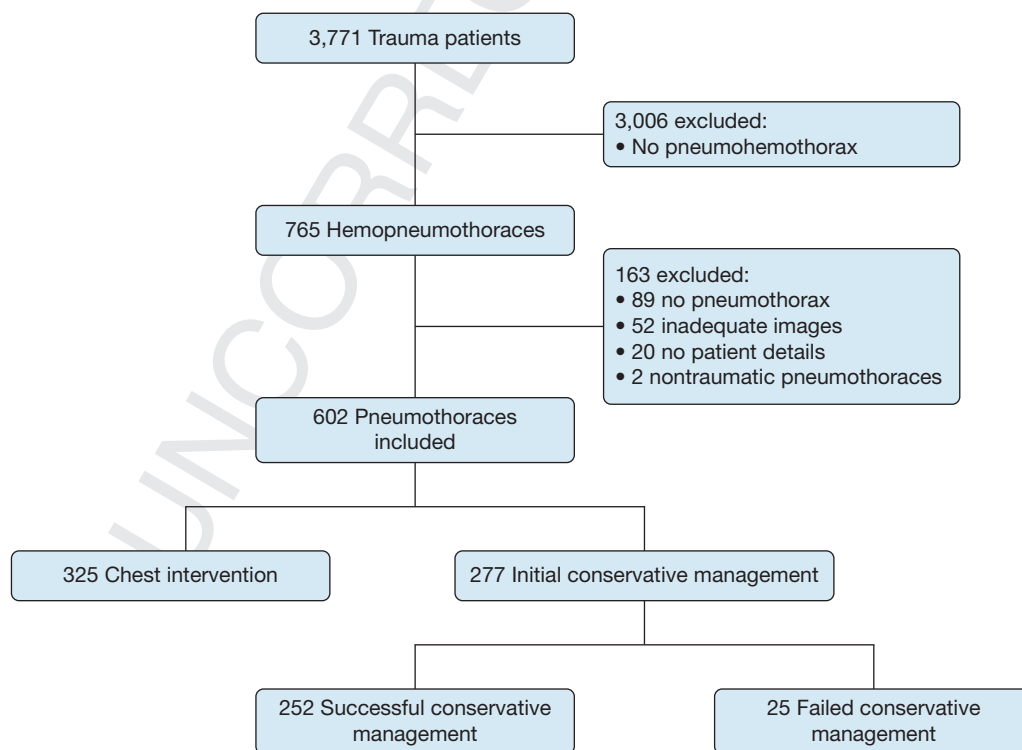 3,771 Trauma patients
3,006 excluded:
• No pneumohemothorax
765 Hemopneumothoraces
163 excluded:
• 89 no pneumothorax
• 52 inadequate images
• 20 no patient details
• 2 nontraumatic pneumothoraces
602 Pneumothoraces
included
325 Chest intervention
277 Initial conservative management
252 Successful conservative
management
25 Failed conservative
management